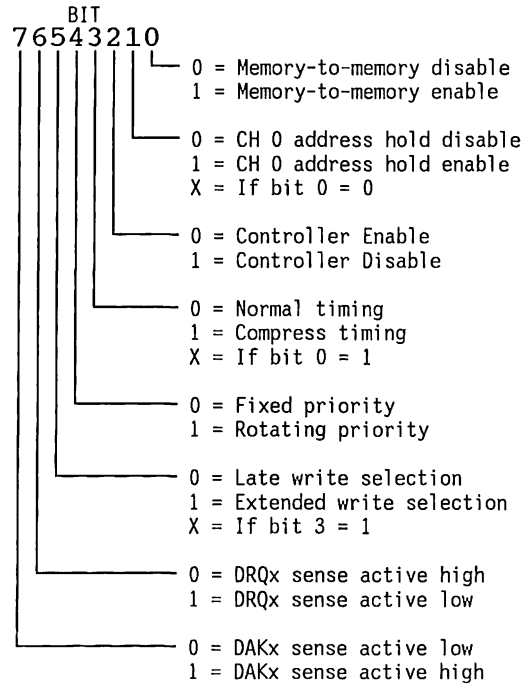 BIT
76543210
0 = Memory-to-memory disable
1 = Memory-to-memory enable
0 = CH 0 address hold disable
1 = CH 0 address hold enable
X = If bit 0 = 0
0 = Controller Enable
1 = Controller Disable
0 = Normal timing
1 = Compress timing
X = If bit 0 = 1
0 = Fixed priority
1 = Rotating priority
0 = Late write selection
1 = Extended write selection
X = If bit 3 = 1
0 = DRQx sense active high
1 = DRQx sense active low
0 = DAKx sense active low
1 = DAKx sense active high